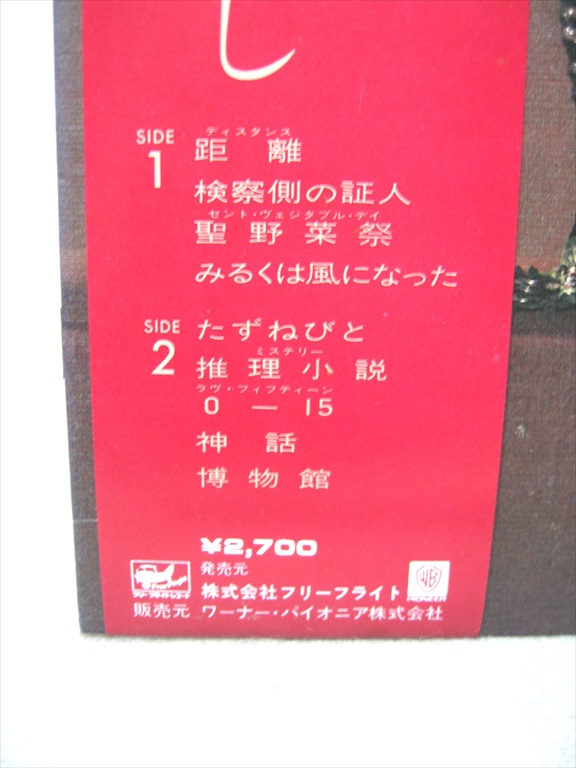 し
SIDE 1
ディスタンス
距離
検察側の証人
セント・ヴェジタブル・デイ
聖野菜祭
みるくは風になった
SIDE 2
たずねびと
ミステリー
推理小説
ラヴ・フィフティーン
0 — 15
神話
博物館
¥2,700
発売元
株式会社フリーフライト
販売元 ワーナー・パイオニア株式会社
WB